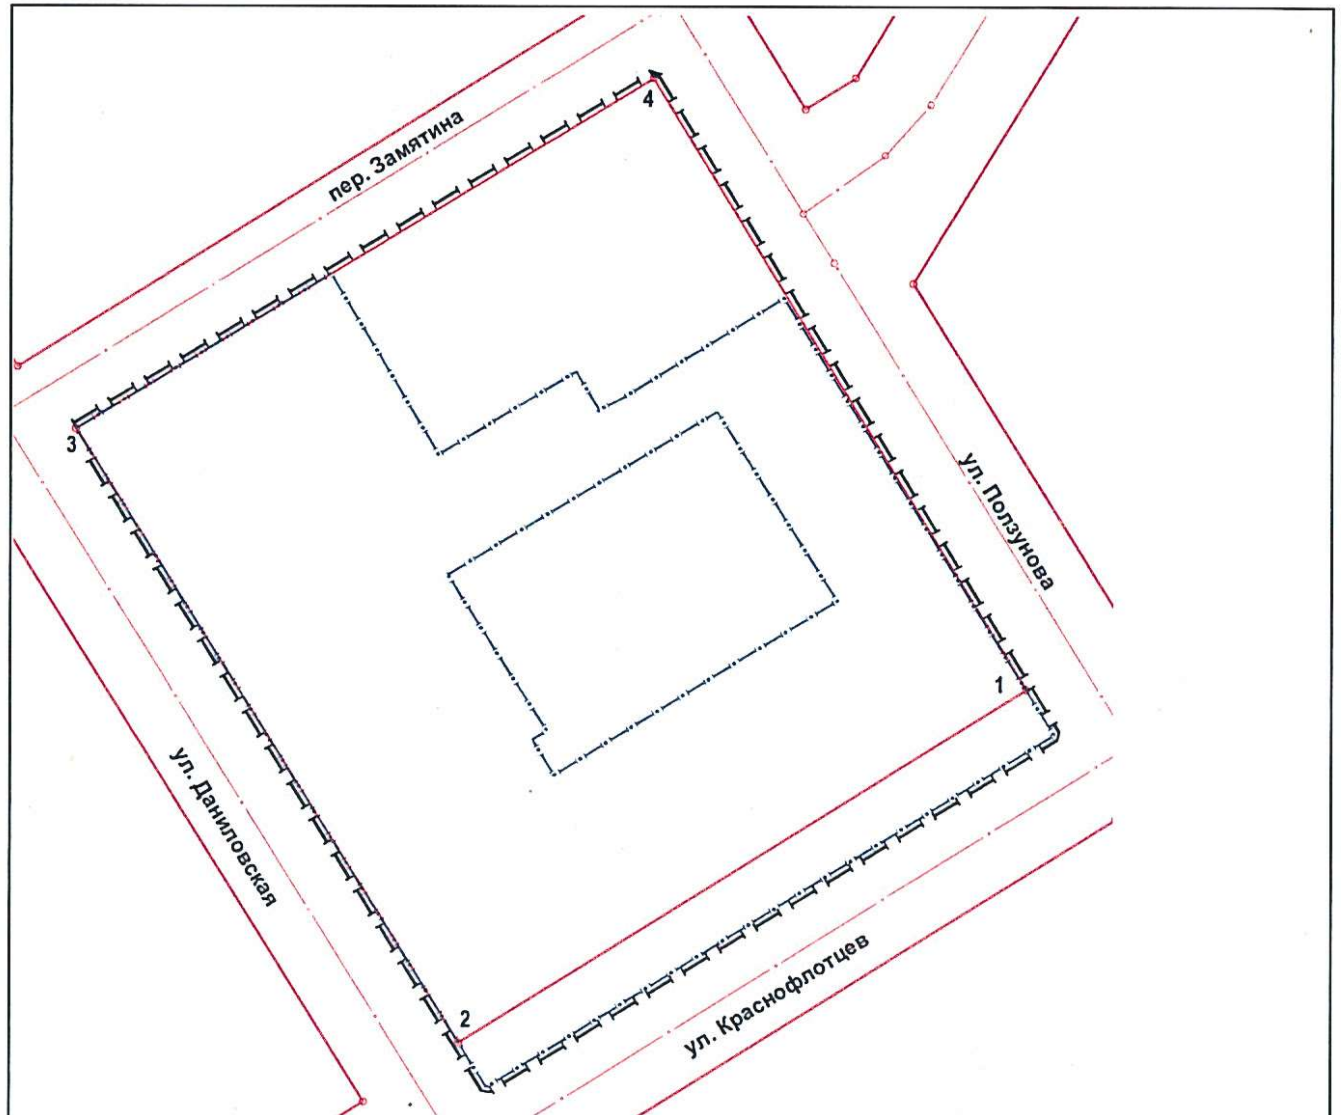 4
пер. Замятина
3
ул. Ползунова
1
ул. Даниловская
2
ул. Краснофлотцев